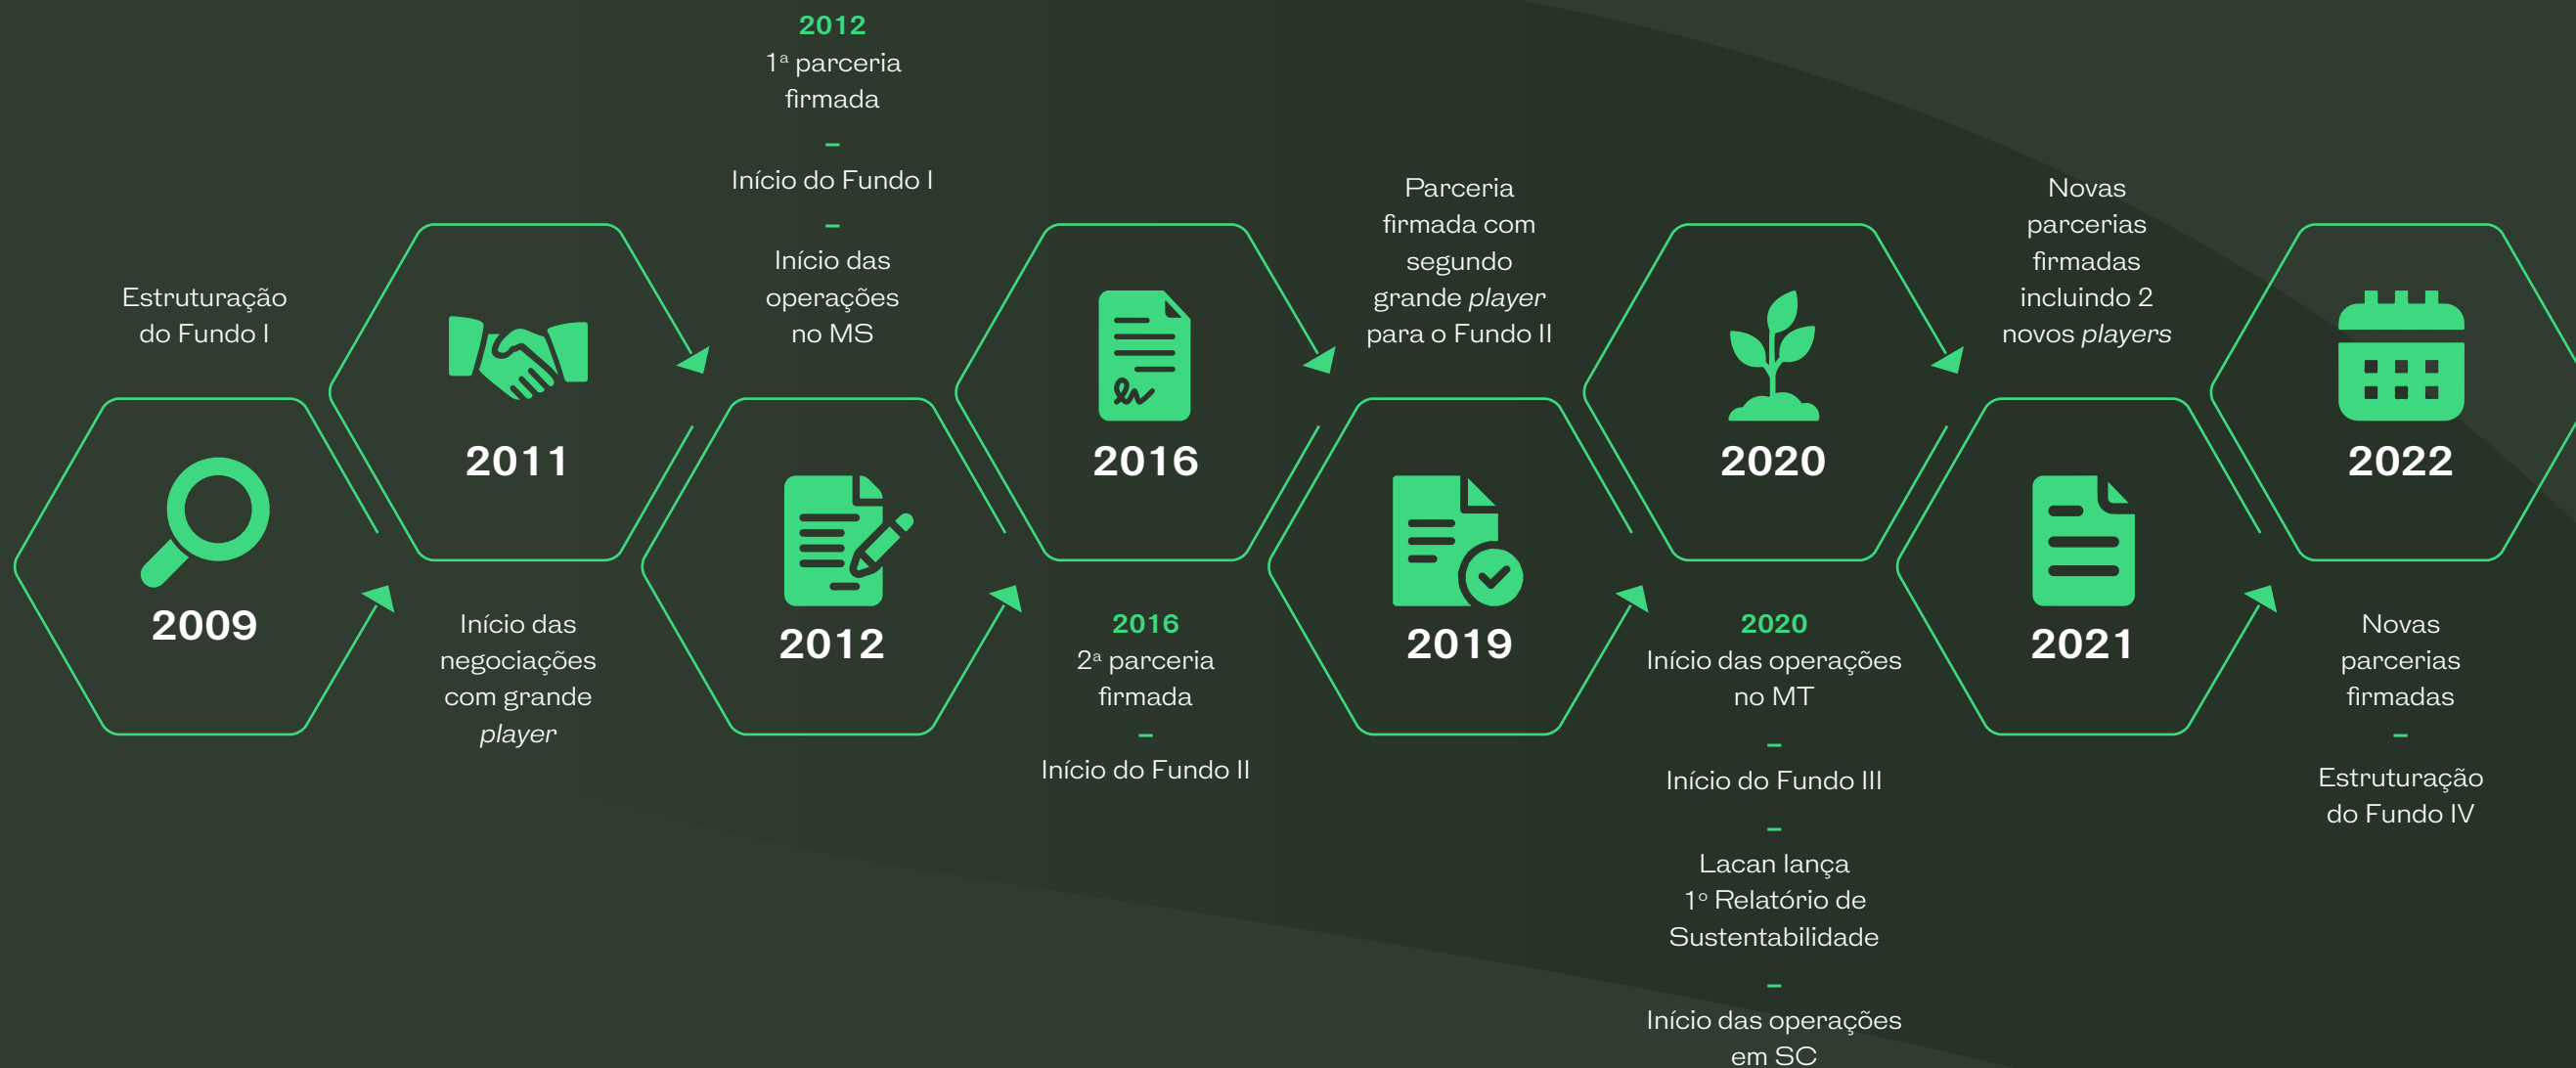 Estruturação
do Fundo I
2009
2011
Início das
negociações
com grande
player
2012
1ª parceria
firmada
–
Início do Fundo I
–
Início das
operações
no MS
2012
2016
2016
2ª parceria
firmada
–
Início do Fundo II
Parceria
firmada com
segundo
grande player
para o Fundo II
2019
2020
2020
Início das operações
no MT
–
Início do Fundo III
–
Lacan lança
1º Relatório de
Sustentabilidade
–
Início das operações
em SC
Novas
parcerias
firmadas
incluindo 2
novos players
2021
2022
Novas
parcerias
firmadas
–
Estruturação
do Fundo IV